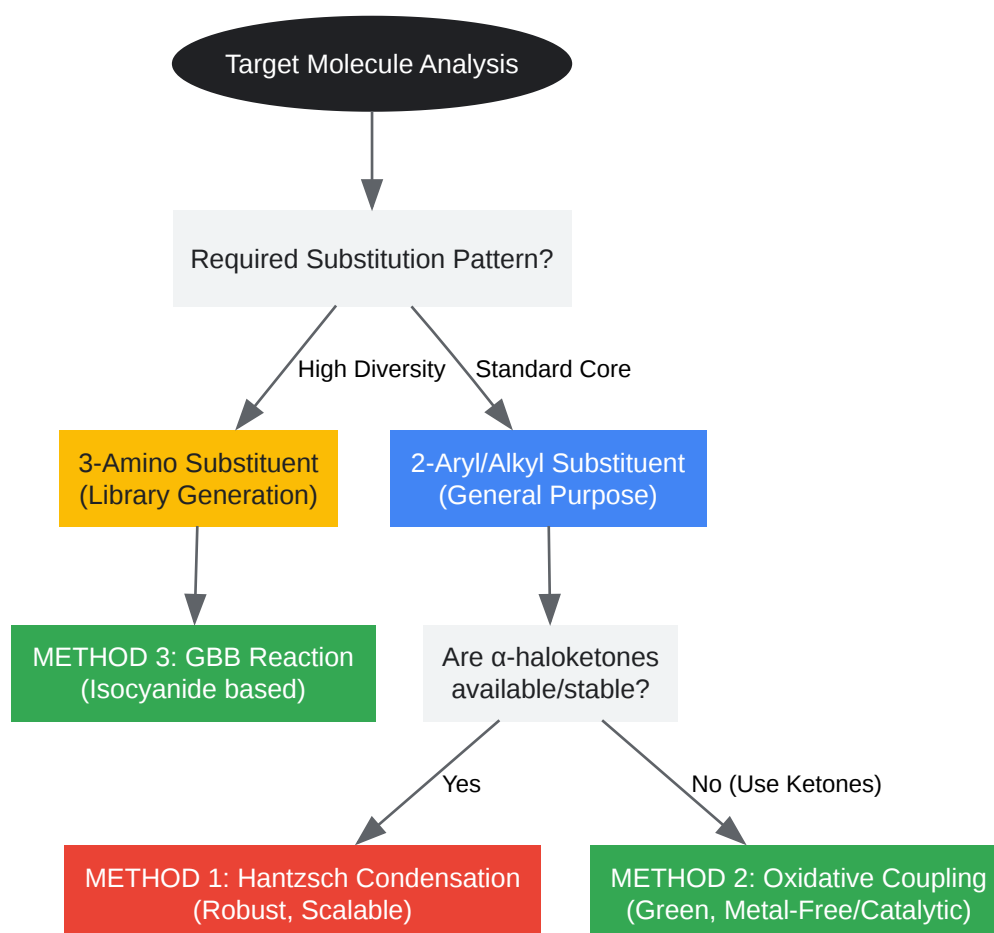 Target Molecule Analysis
Required Substitution Pattern?
High Diversity
Standard Core
3-Amino Substituent
(Library Generation)
2-Aryl/Alkyl Substituent
(General Purpose)
METHOD 3: GBB Reaction
(Isocyanide based)
Are α-haloketones
available/stable?
Yes
No (Use Ketones)
METHOD 1: Hantzsch Condensation
(Robust, Scalable)
METHOD 2: Oxidative Coupling
(Green, Metal-Free/Catalytic)